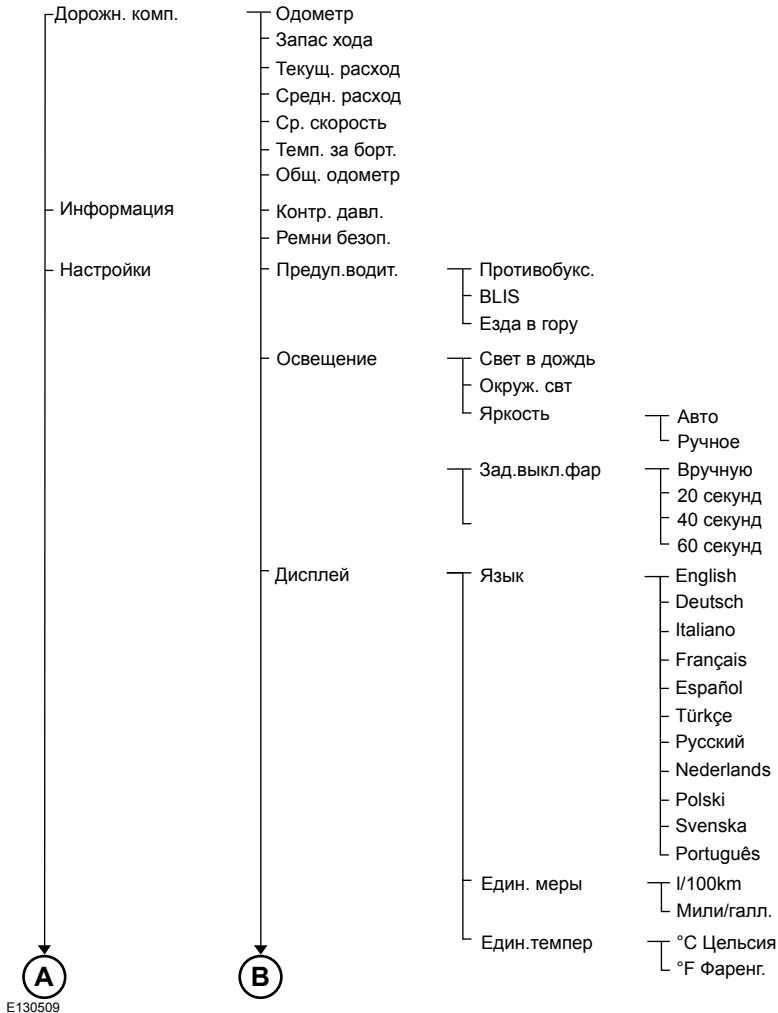 Дорожн. комп.
Одометр
Запас хода
Текущ. расход
Средн. расход
Ср. скорость
Темп. за борт.
Общ. одометр
Информация
Контр. давл.
Ремни безоп.
Настройки
Предуп.водит.
Противобукс.
BLIS
Езда в гору
Освещение
Свет в дождь
Окруж. свт
Яркость
Авто
Ручное
Зад.выкл.фар
Вручную
20 секунд
40 секунд
60 секунд
Дисплей
Язык
English
Deutsch
Italiano
Français
Español
Türkçe
Русский
Nederlands
Polski
Svenska
Português
Един. меры
l/100km
Мили/галл.
Един.темпер
°C Цельсия
°F Фаренг.
A
B
E130509